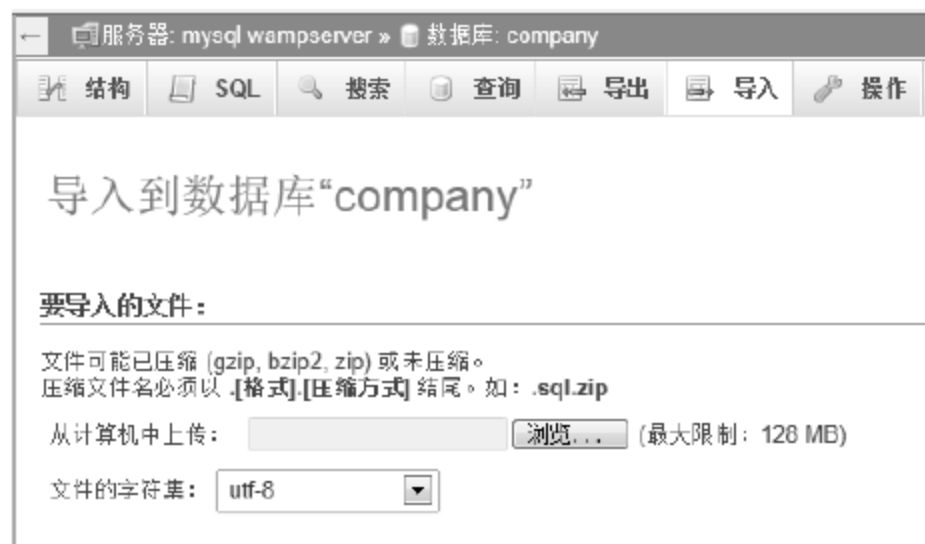 ← 服务器: mysql wampserver » 数据库: company
结构 SQL 搜索 查询 导出 导入 操作
导入到数据库“company”
要导入的文件:
文件可能已压缩 (gzip, bzip2, zip) 或未压缩。
压缩文件名必须以 .[格式].[压缩方式] 结尾。如: .sql.zip
从计算机中上传: 浏览... (最大限制: 128 MB)
文件的字符集: utf-8